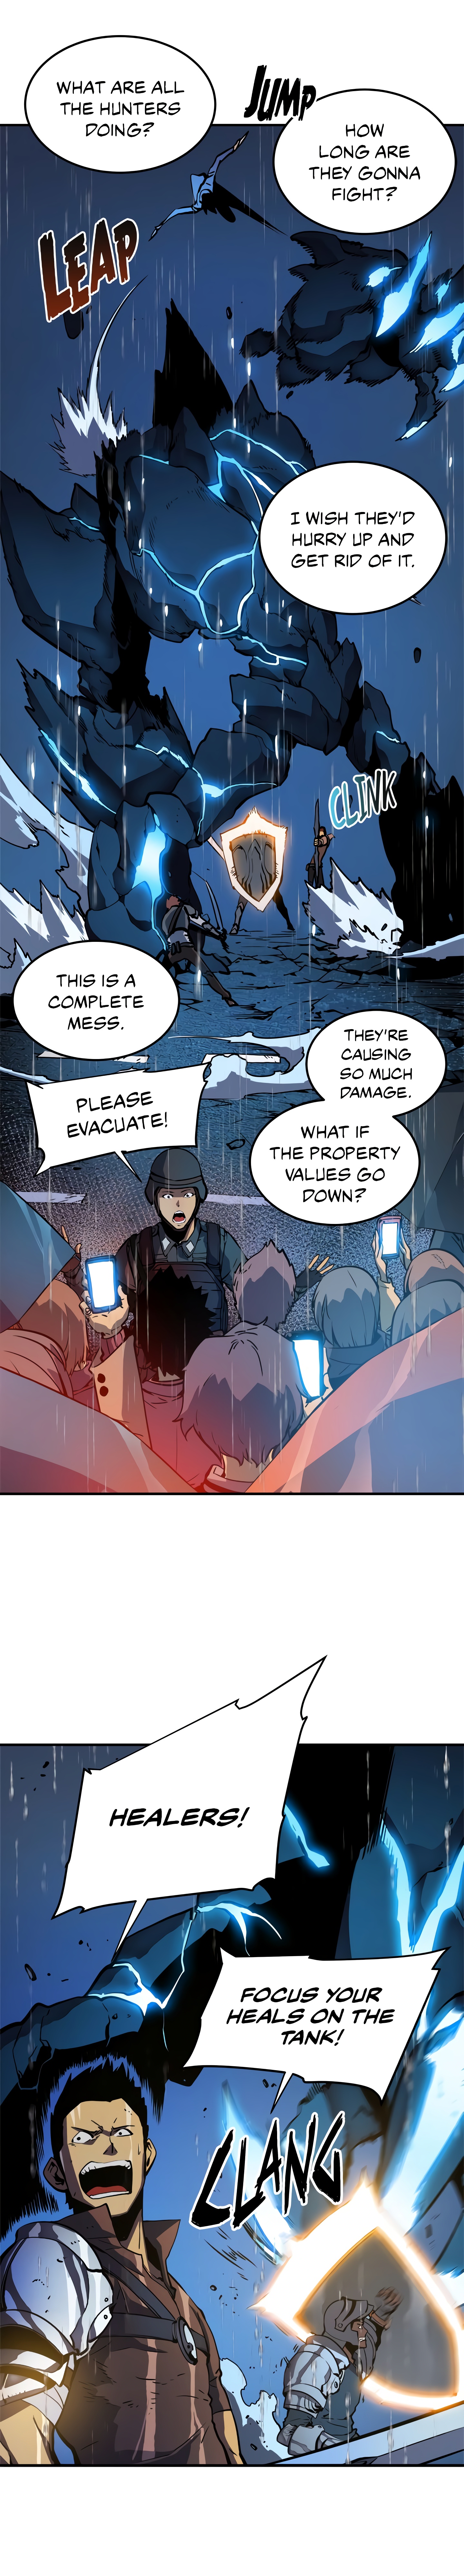 WHAT ARE ALL
THE HUNTERS
DOING?
JUMP
HOW
LONG ARE
THEY GONNA
FIGHT?
LEAP
I WISH THEY'D
HURRY UP AND
GET RID OF IT.
CLINK
THIS IS A
COMPLETE
MESS.
THEY'RE
CAUSING
SO MUCH
DAMAGE.
PLEASE
EVACUATE!
WHAT IF
THE PROPERTY
VALUES GO
DOWN?
HEALERS!
FOCUS YOUR
HEALS ON THE
TANK!
CLANG